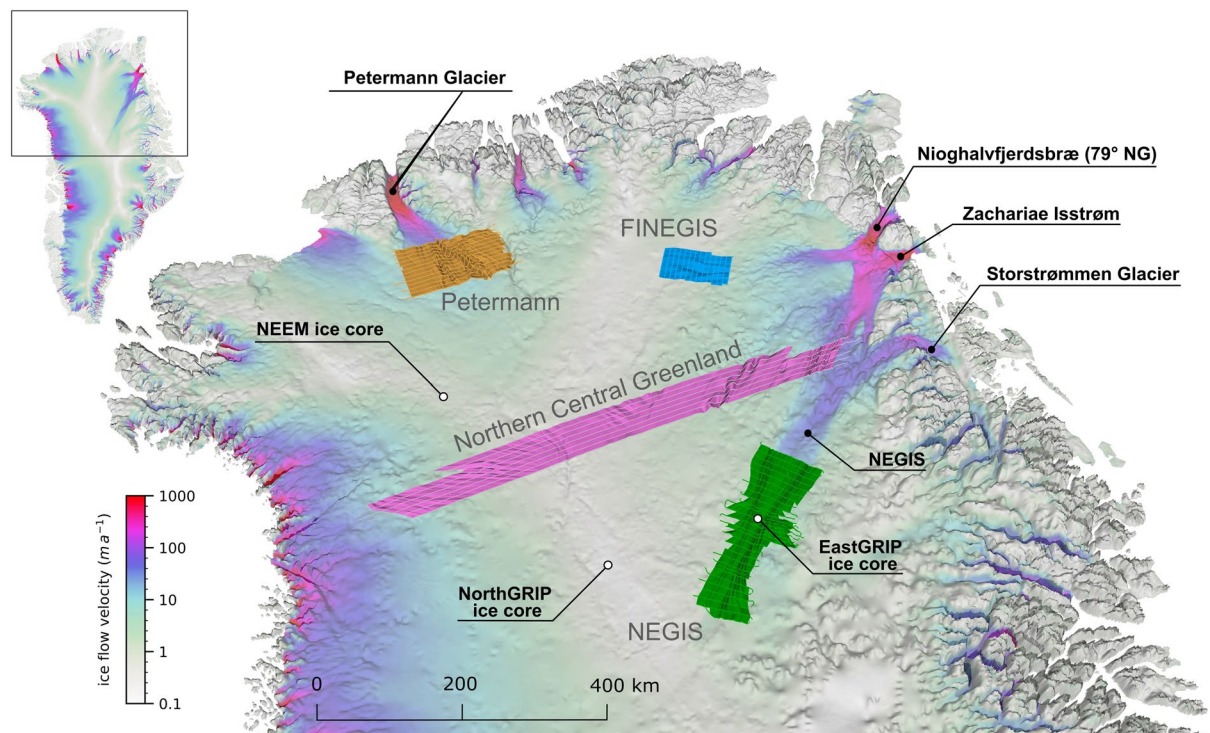 Petermann Glacier
Nioghalvfjerdsbræ (79° NG)
Zachariae Isstrøm
Storstrømmen Glacier
FINEGIS
Petermann
NEEM ice core
Northern Central Greenland
NEGIS
EastGRIP
ice core
NorthGRIP
ice core
NEGIS
ice flow velocity (m a⁻¹)
1000
100
10
1
0.1
0
200
400 km